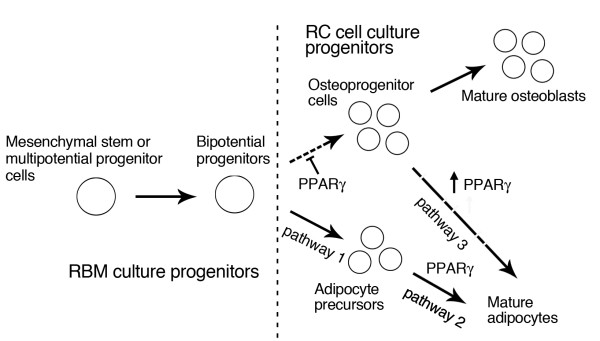 RC cell culture
progenitors
Osteoprogenitor
cells
Mature osteoblasts
Mesenchymal stem or
multipotential progenitor
cells
Bipotential
progenitors
PPARγ
PPARγ
pathway 3
pathway 1
RBM culture progenitors
Adipocyte
precursors
PPARγ
pathway 2
Mature
adipocytes